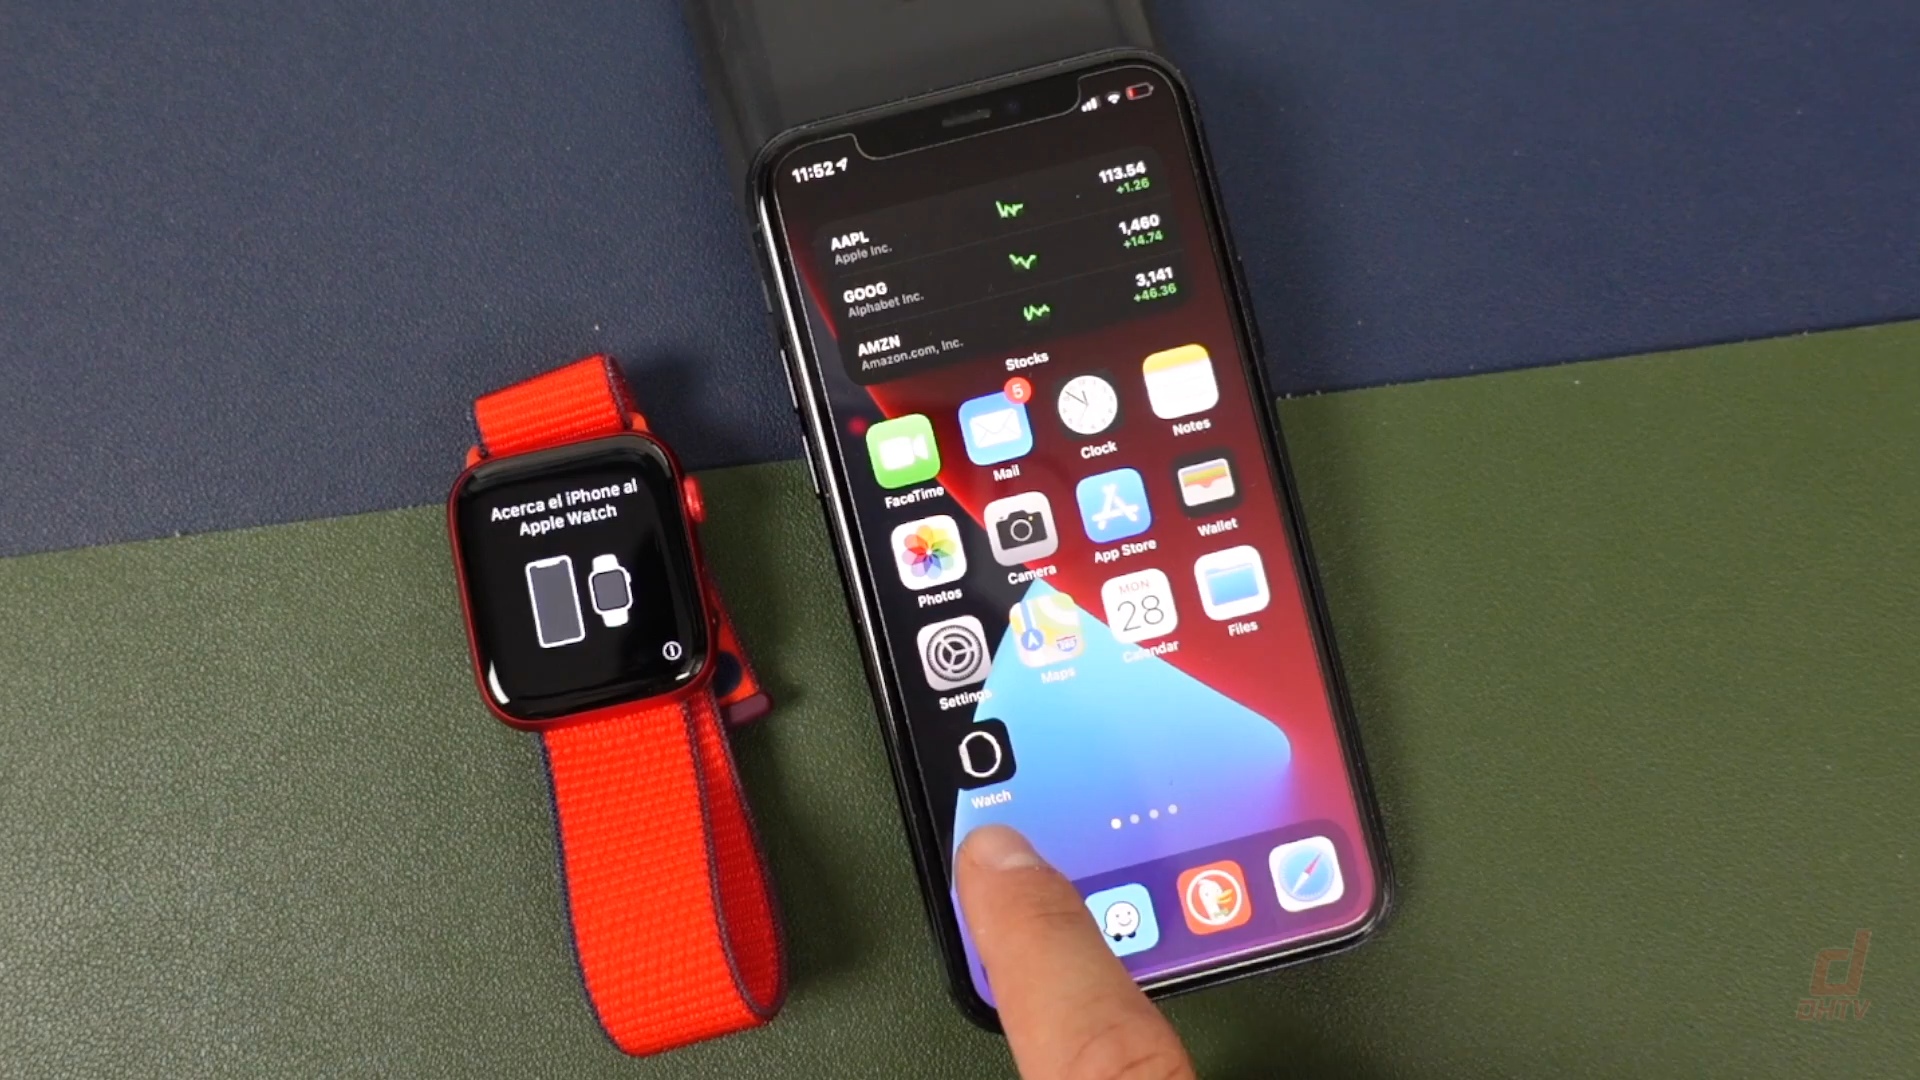 Acerca el iPhone al
Apple Watch
11:52
AAPL
Apple Inc.
113.54
+1.26
GOOG
Alphabet Inc.
1,460
+14.74
AMZN
Amazon.com, Inc.
3,141
+46.36
Stocks
FaceTime
5
Mail
Clock
Notes
Photos
Camera
App Store
Wallet
Settings
Maps
MON
28
Calendar
Files
Watch
DHTV